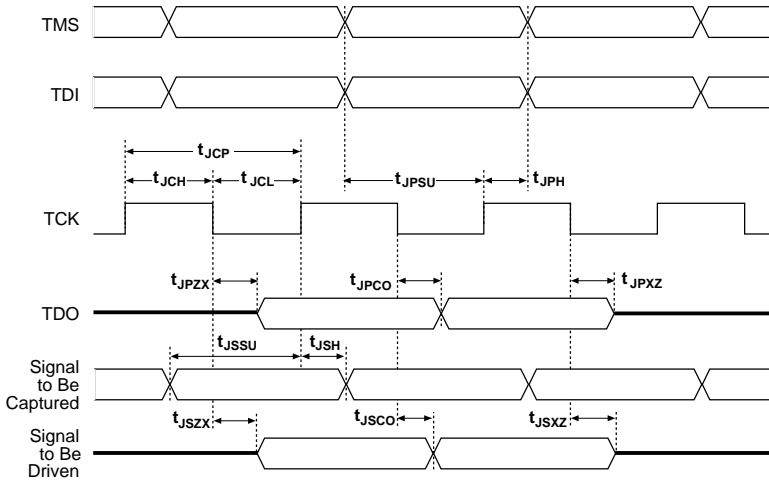 TMS
TDI
tJCP
tJCH tJCL tJPSU tJPH
TCK
tJPZX tJPCO tJPXZ
TDO
tJSSU tJSH
Signal
to Be
Captured
tJSZX tJSCO tJSXZ
Signal
to Be
Driven